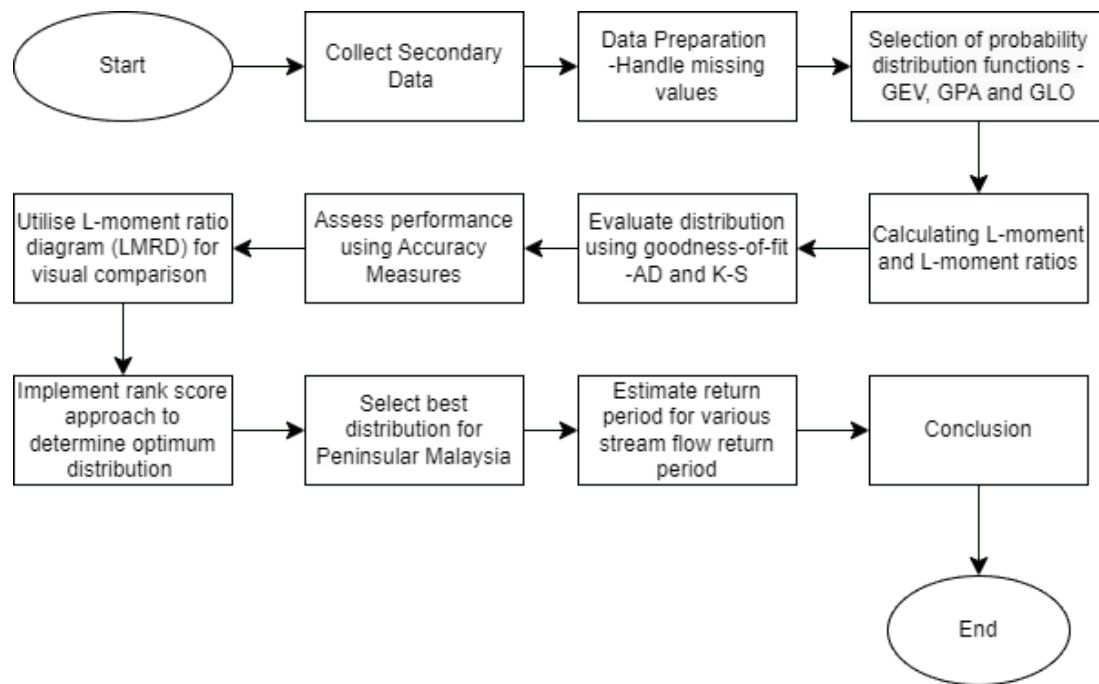 Start
Collect Secondary
Data
Data Preparation
-Handle missing
values
Selection of probability
distribution functions -
GEV, GPA and GLO
Calculating L-moment
and L-moment ratios
Evaluate distribution
using goodness-of-fit
-AD and K-S
Assess performance
using Accuracy
Measures
Utilise L-moment ratio
diagram (LMRD) for
visual comparison
Implement rank score
approach to
determine optimum
distribution
Select best
distribution for
Peninsular Malaysia
Estimate return
period for various
stream flow return
period
Conclusion
End